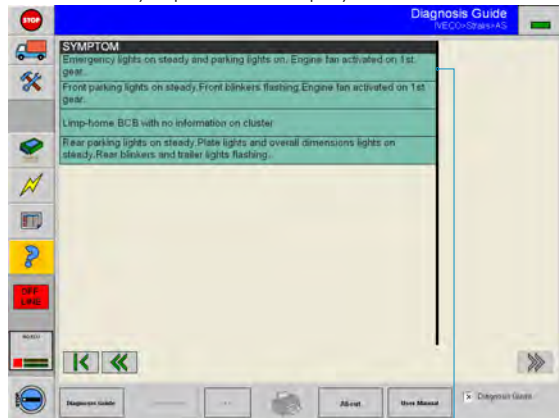 STOP
Diagnosis Guide
IVECO>Stralis>AS
SYMPTOM
Emergency lights on steady and parking lights on. Engine fan activated on 1st
gear.
Front parking lights on steady.Front blinkers flashing.Engine fan activated on 1st
gear.
Limp-home BCB with no information on cluster
Rear parking lights on steady.Plate lights and overall dimensions lights on
steady.Rear blinkers and trailer lights flashing.
OFF
LINE
Diagnosis Guide
About
User Manual
Diagnosis Guide